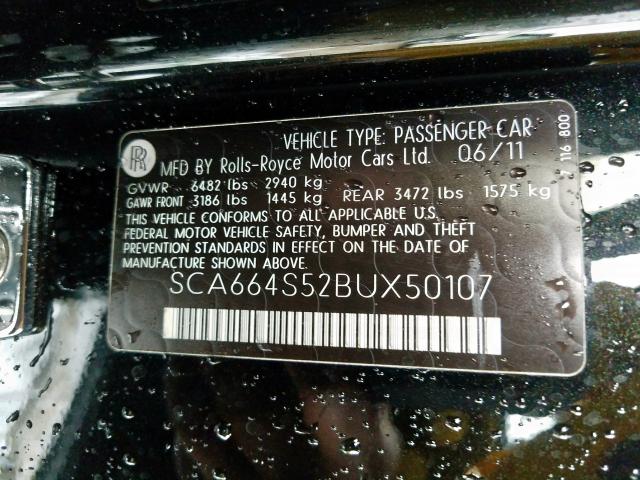 RR
VEHICLE TYPE: PASSENGER CAR
MFD BY Rolls-Royce Motor Cars Ltd. 06/11
GVWR 6482 lbs 2940 kg
GAWR FRONT 3186 lbs 1445 kg REAR 3472 lbs 1575 kg
THIS VEHICLE CONFORMS TO ALL APPLICABLE U.S.
FEDERAL MOTOR VEHICLE SAFETY, BUMPER AND THEFT
PREVENTION STANDARDS IN EFFECT ON THE DATE OF
MANUFACTURE SHOWN ABOVE.
SCA664S52BUX50107
7 116 800